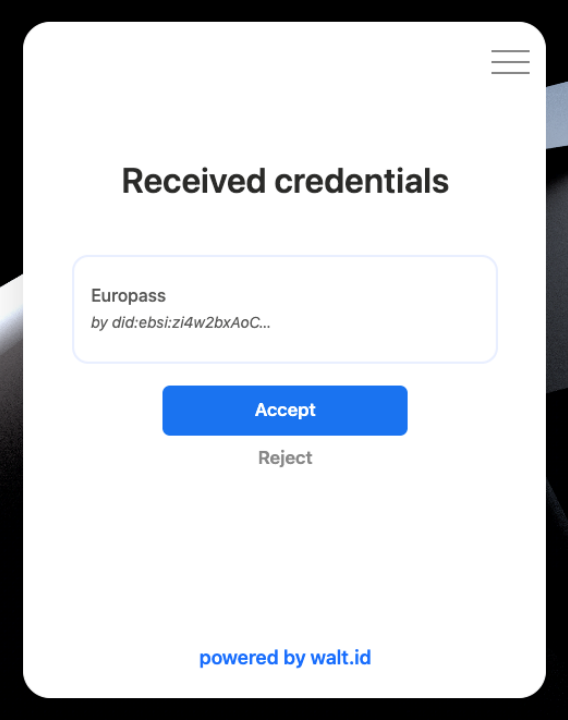 Received credentials
Europass
by did:ebsi:zi4w2bxAoC...
Accept
Reject
powered by walt.id